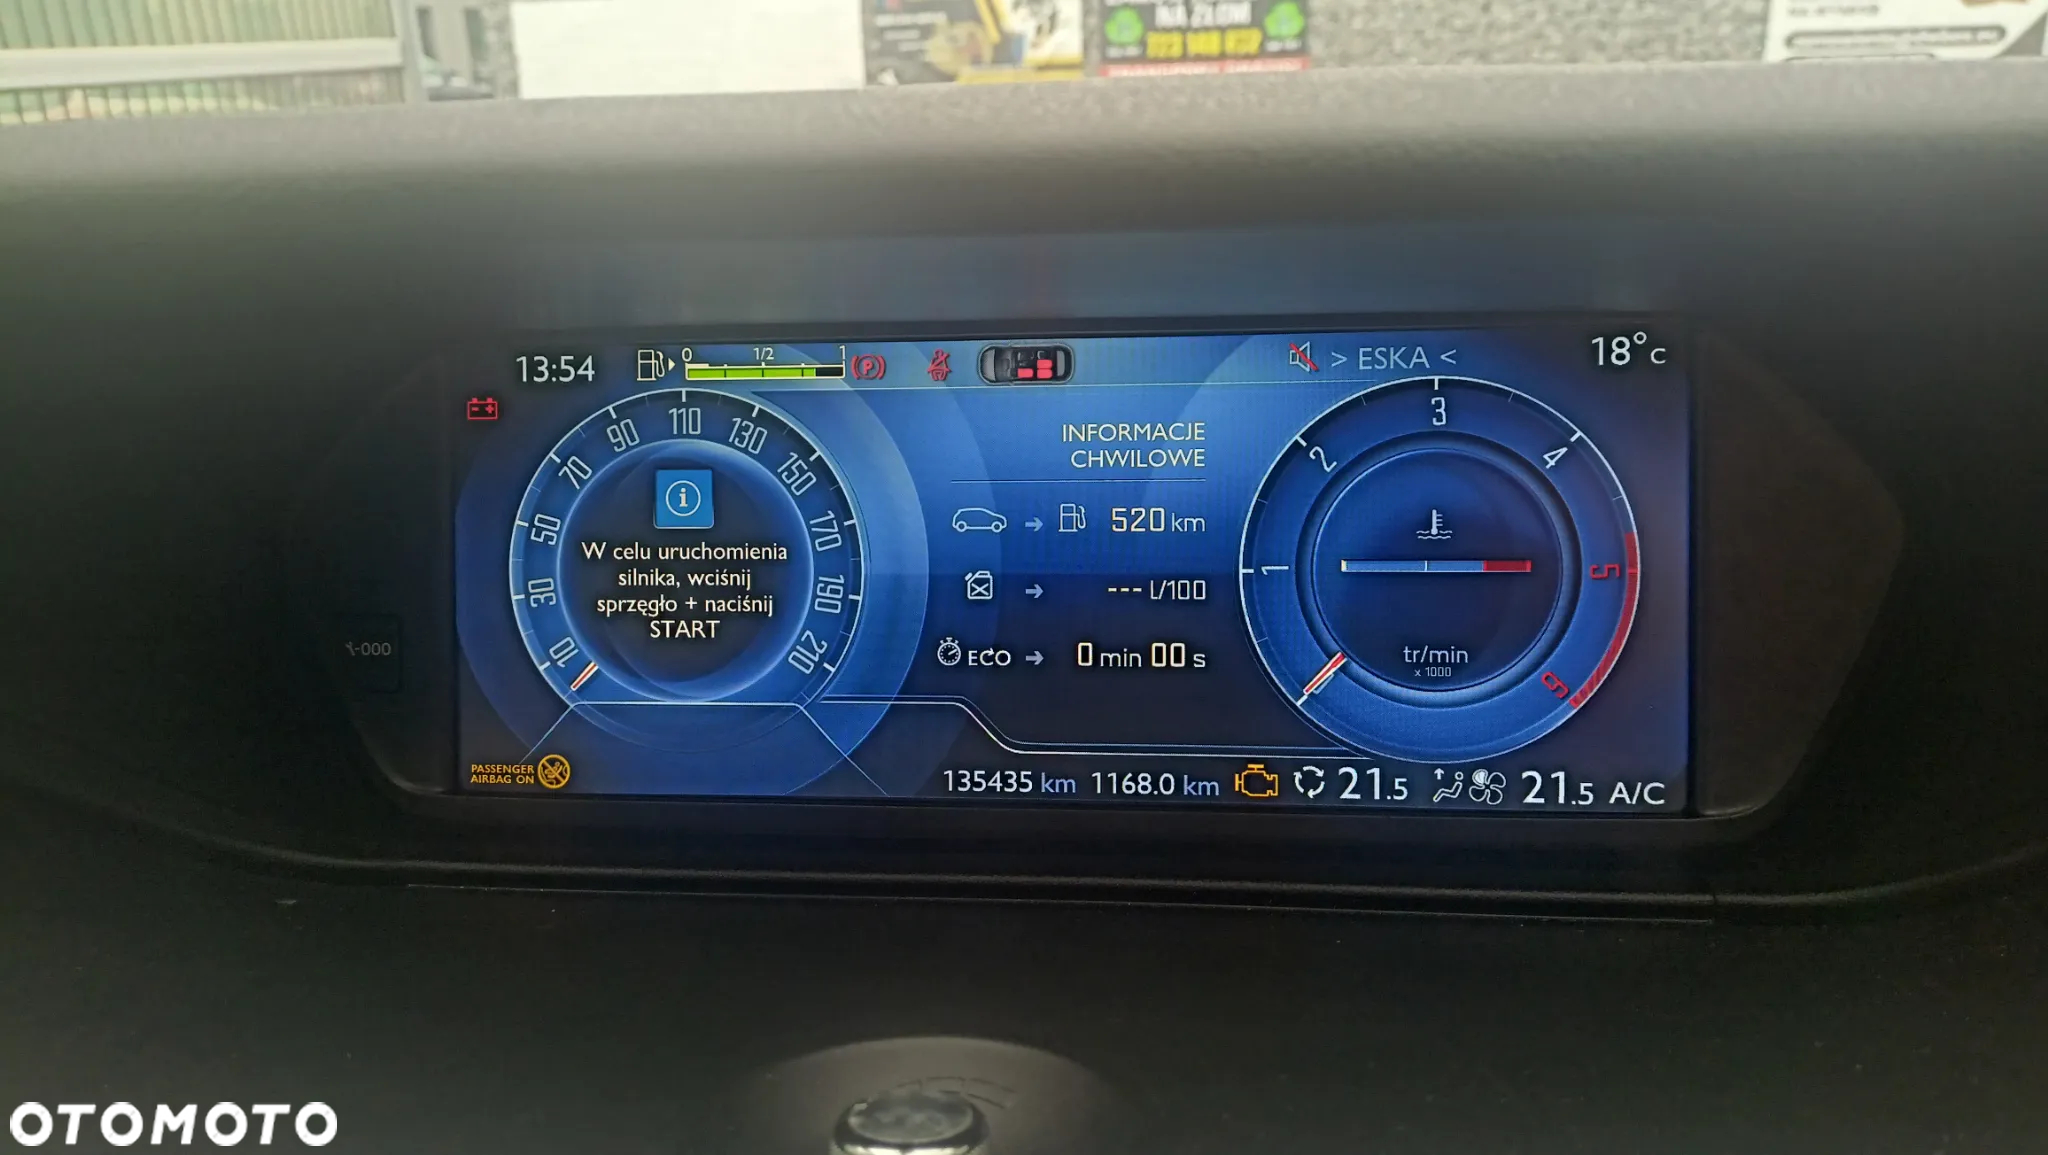 NA ZŁOM
13:54
0 1/2 1
> ESKA <
18°C
INFORMACJE
CHWILOWE
520 km
--- l/100
ECO 0 min 00 s
10 30 50 70 90 110 130 150 170 190 210
i
W celu uruchomienia
silnika, wciśnij
sprzęgło + naciśnij
START
1 2 3 4 5 6
tr/min
x 1000
-000
PASSENGER
AIRBAG ON
135435 km 1168.0 km 21.5 21.5 A/C
OTOMOTO